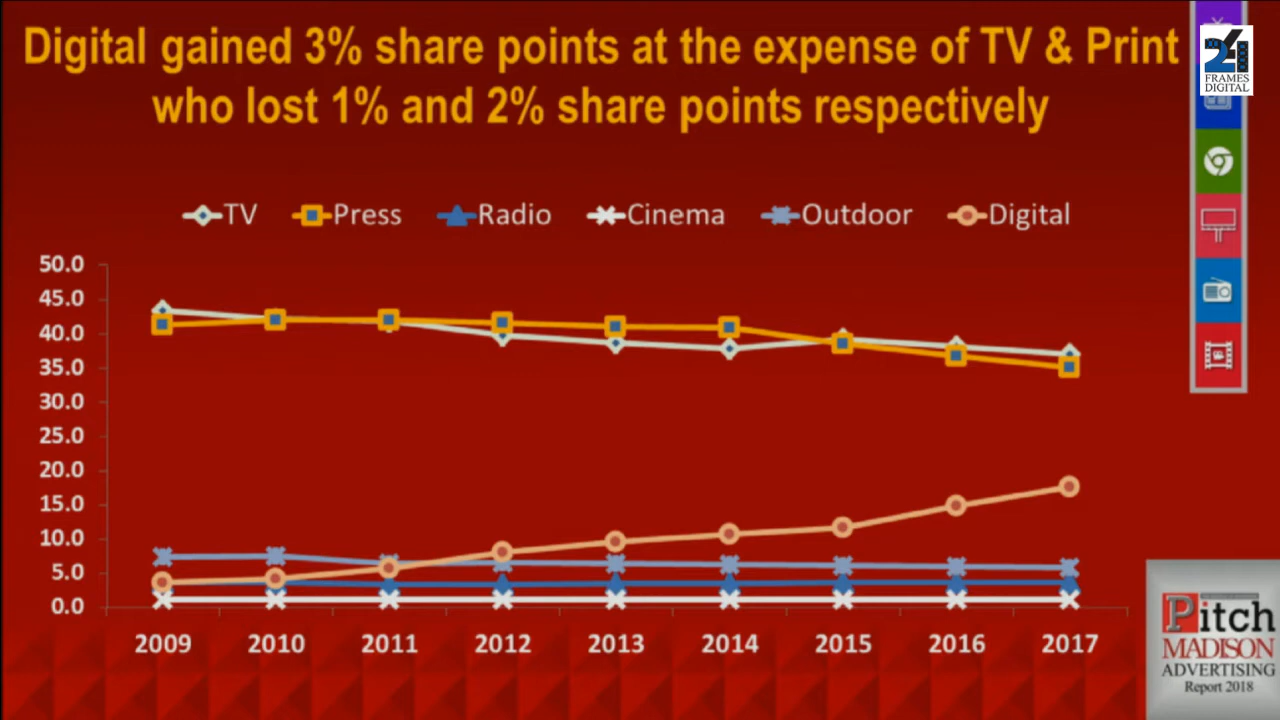 Digital gained 3% share points at the expense of TV & Print
who lost 1% and 2% share points respectively
24
FRAMES
DIGITAL
TV Press Radio Cinema Outdoor Digital
50.0
45.0
40.0
35.0
30.0
25.0
20.0
15.0
10.0
5.0
0.0
2009 2010 2011 2012 2013 2014 2015 2016 2017
Pitch
MADISON
ADVERTISING
Report 2018